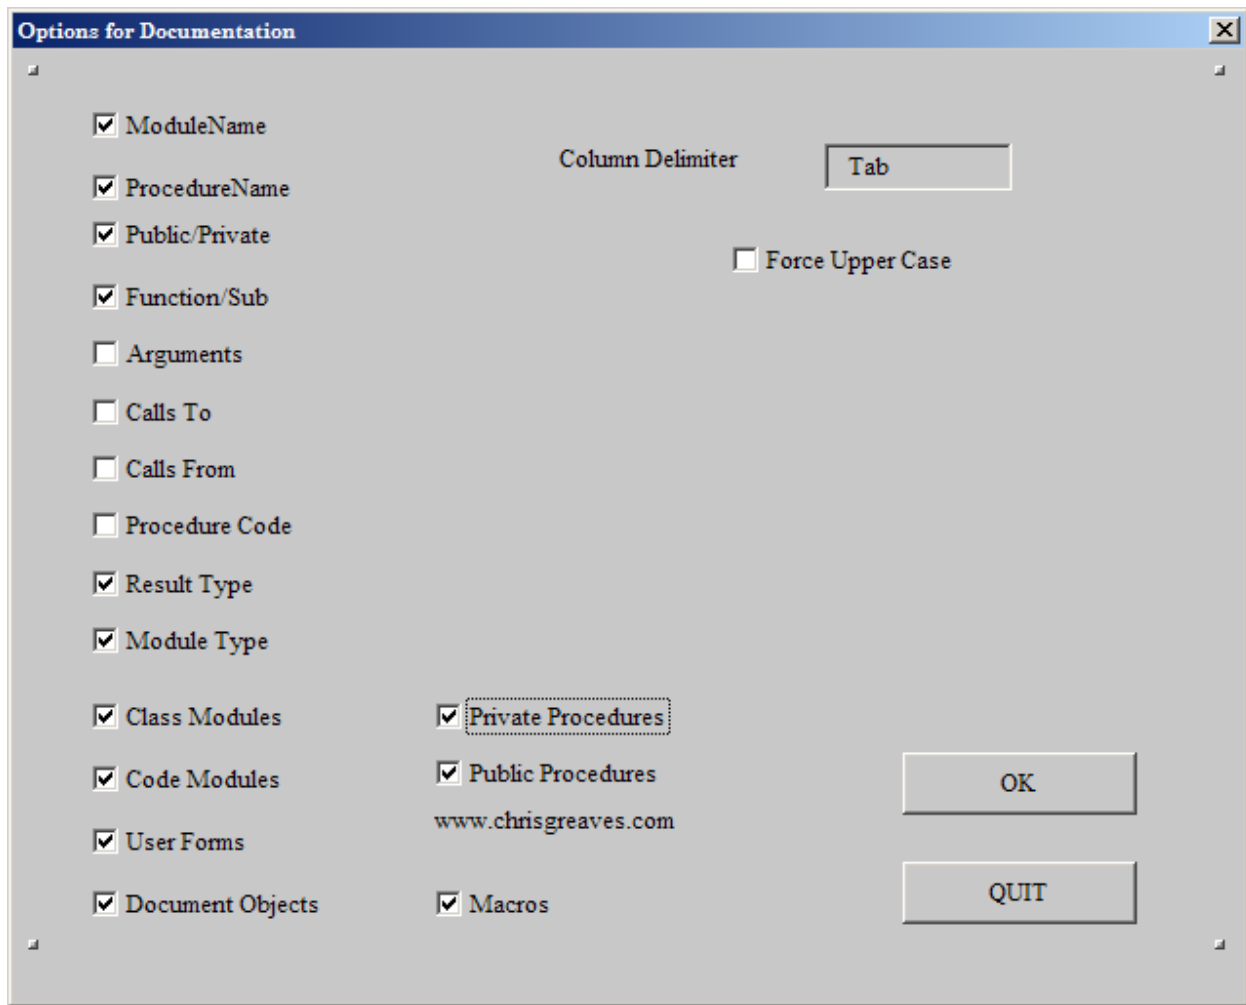 Options for Documentation
ModuleName
Column Delimiter
Tab
ProcedureName
Public/Private
Force Upper Case
Function/Sub
Arguments
Calls To
Calls From
Procedure Code
Result Type
Module Type
Class Modules
Private Procedures
Code Modules
Public Procedures
OK
www.chrisgreaves.com
User Forms
QUIT
Document Objects
Macros